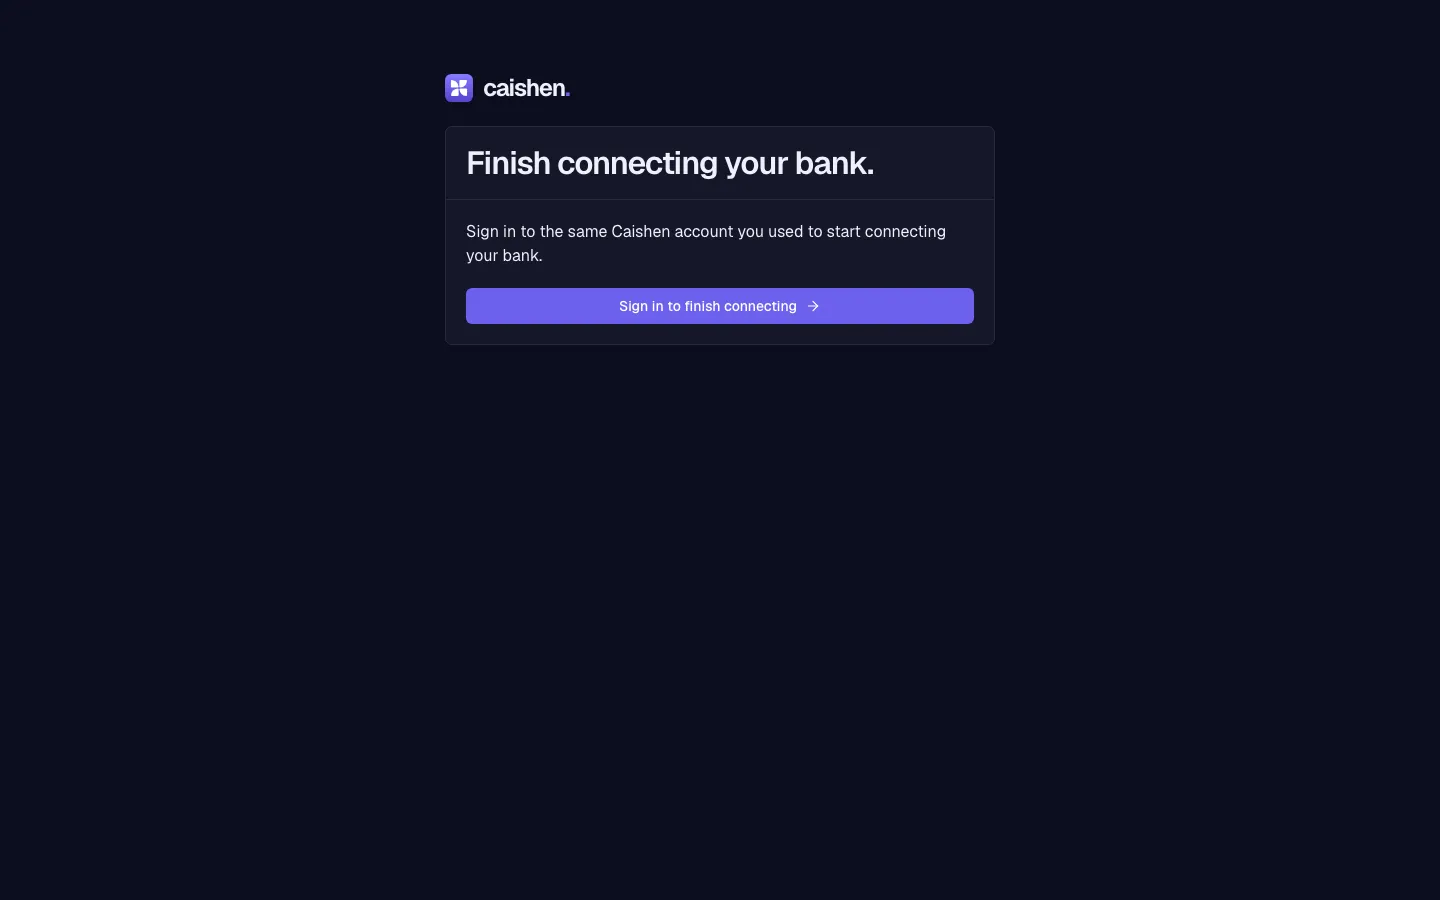 caishen.
Finish connecting your bank.
Sign in to the same Caishen account you used to start connecting
your bank.
Sign in to finish connecting →